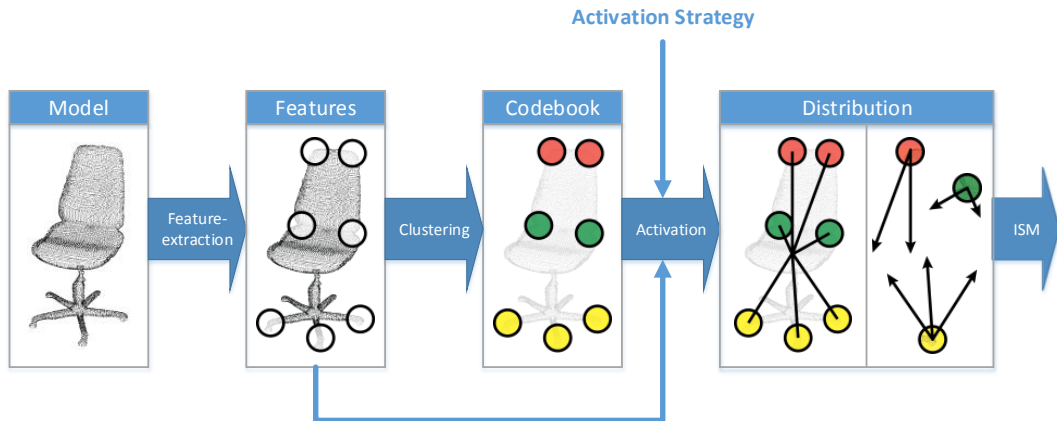 Activation Strategy
Model
Features
Codebook
Distribution
Feature-
extraction
Clustering
Activation
ISM